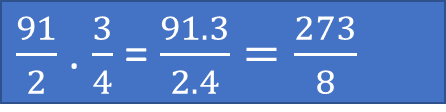 91/2 . 3/4 = 91.3/2.4 = 273/8